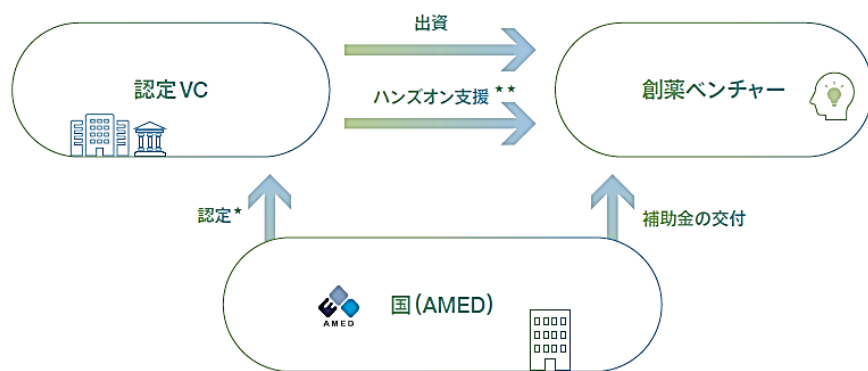 出資
認定VC
ハンズオン支援**
創薬ベンチャー
認定*
補助金の交付
AMED
国(AMED)